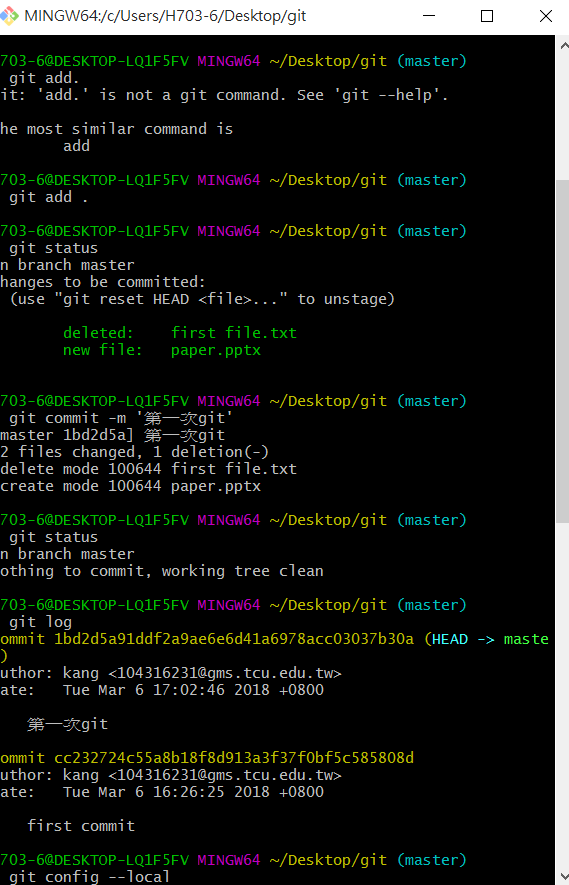 MINGW64:/c/Users/H703-6/Desktop/git
703-6@DESKTOP-LQ1F5FV MINGW64 ~/Desktop/git (master)
git add.
it: 'add.' is not a git command. See 'git --help'.
he most similar command is
add
703-6@DESKTOP-LQ1F5FV MINGW64 ~/Desktop/git (master)
git add .
703-6@DESKTOP-LQ1F5FV MINGW64 ~/Desktop/git (master)
git status
n branch master
hanges to be committed:
(use "git reset HEAD <file>..." to unstage)
deleted:    first file.txt
new file:   paper.pptx
703-6@DESKTOP-LQ1F5FV MINGW64 ~/Desktop/git (master)
git commit -m '第一次git'
master 1bd2d5a] 第一次git
2 files changed, 1 deletion(-)
delete mode 100644 first file.txt
create mode 100644 paper.pptx
703-6@DESKTOP-LQ1F5FV MINGW64 ~/Desktop/git (master)
git status
n branch master
othing to commit, working tree clean
703-6@DESKTOP-LQ1F5FV MINGW64 ~/Desktop/git (master)
git log
ommit 1bd2d5a91ddf2a9ae6e6d41a6978acc03037b30a (HEAD -> maste
)
uthor: kang <104316231@gms.tcu.edu.tw>
ate:   Tue Mar 6 17:02:46 2018 +0800
第一次git
ommit cc232724c55a8b18f8d913a3f37f0bf5c585808d
uthor: kang <104316231@gms.tcu.edu.tw>
ate:   Tue Mar 6 16:26:25 2018 +0800
first commit
703-6@DESKTOP-LQ1F5FV MINGW64 ~/Desktop/git (master)
git config --local